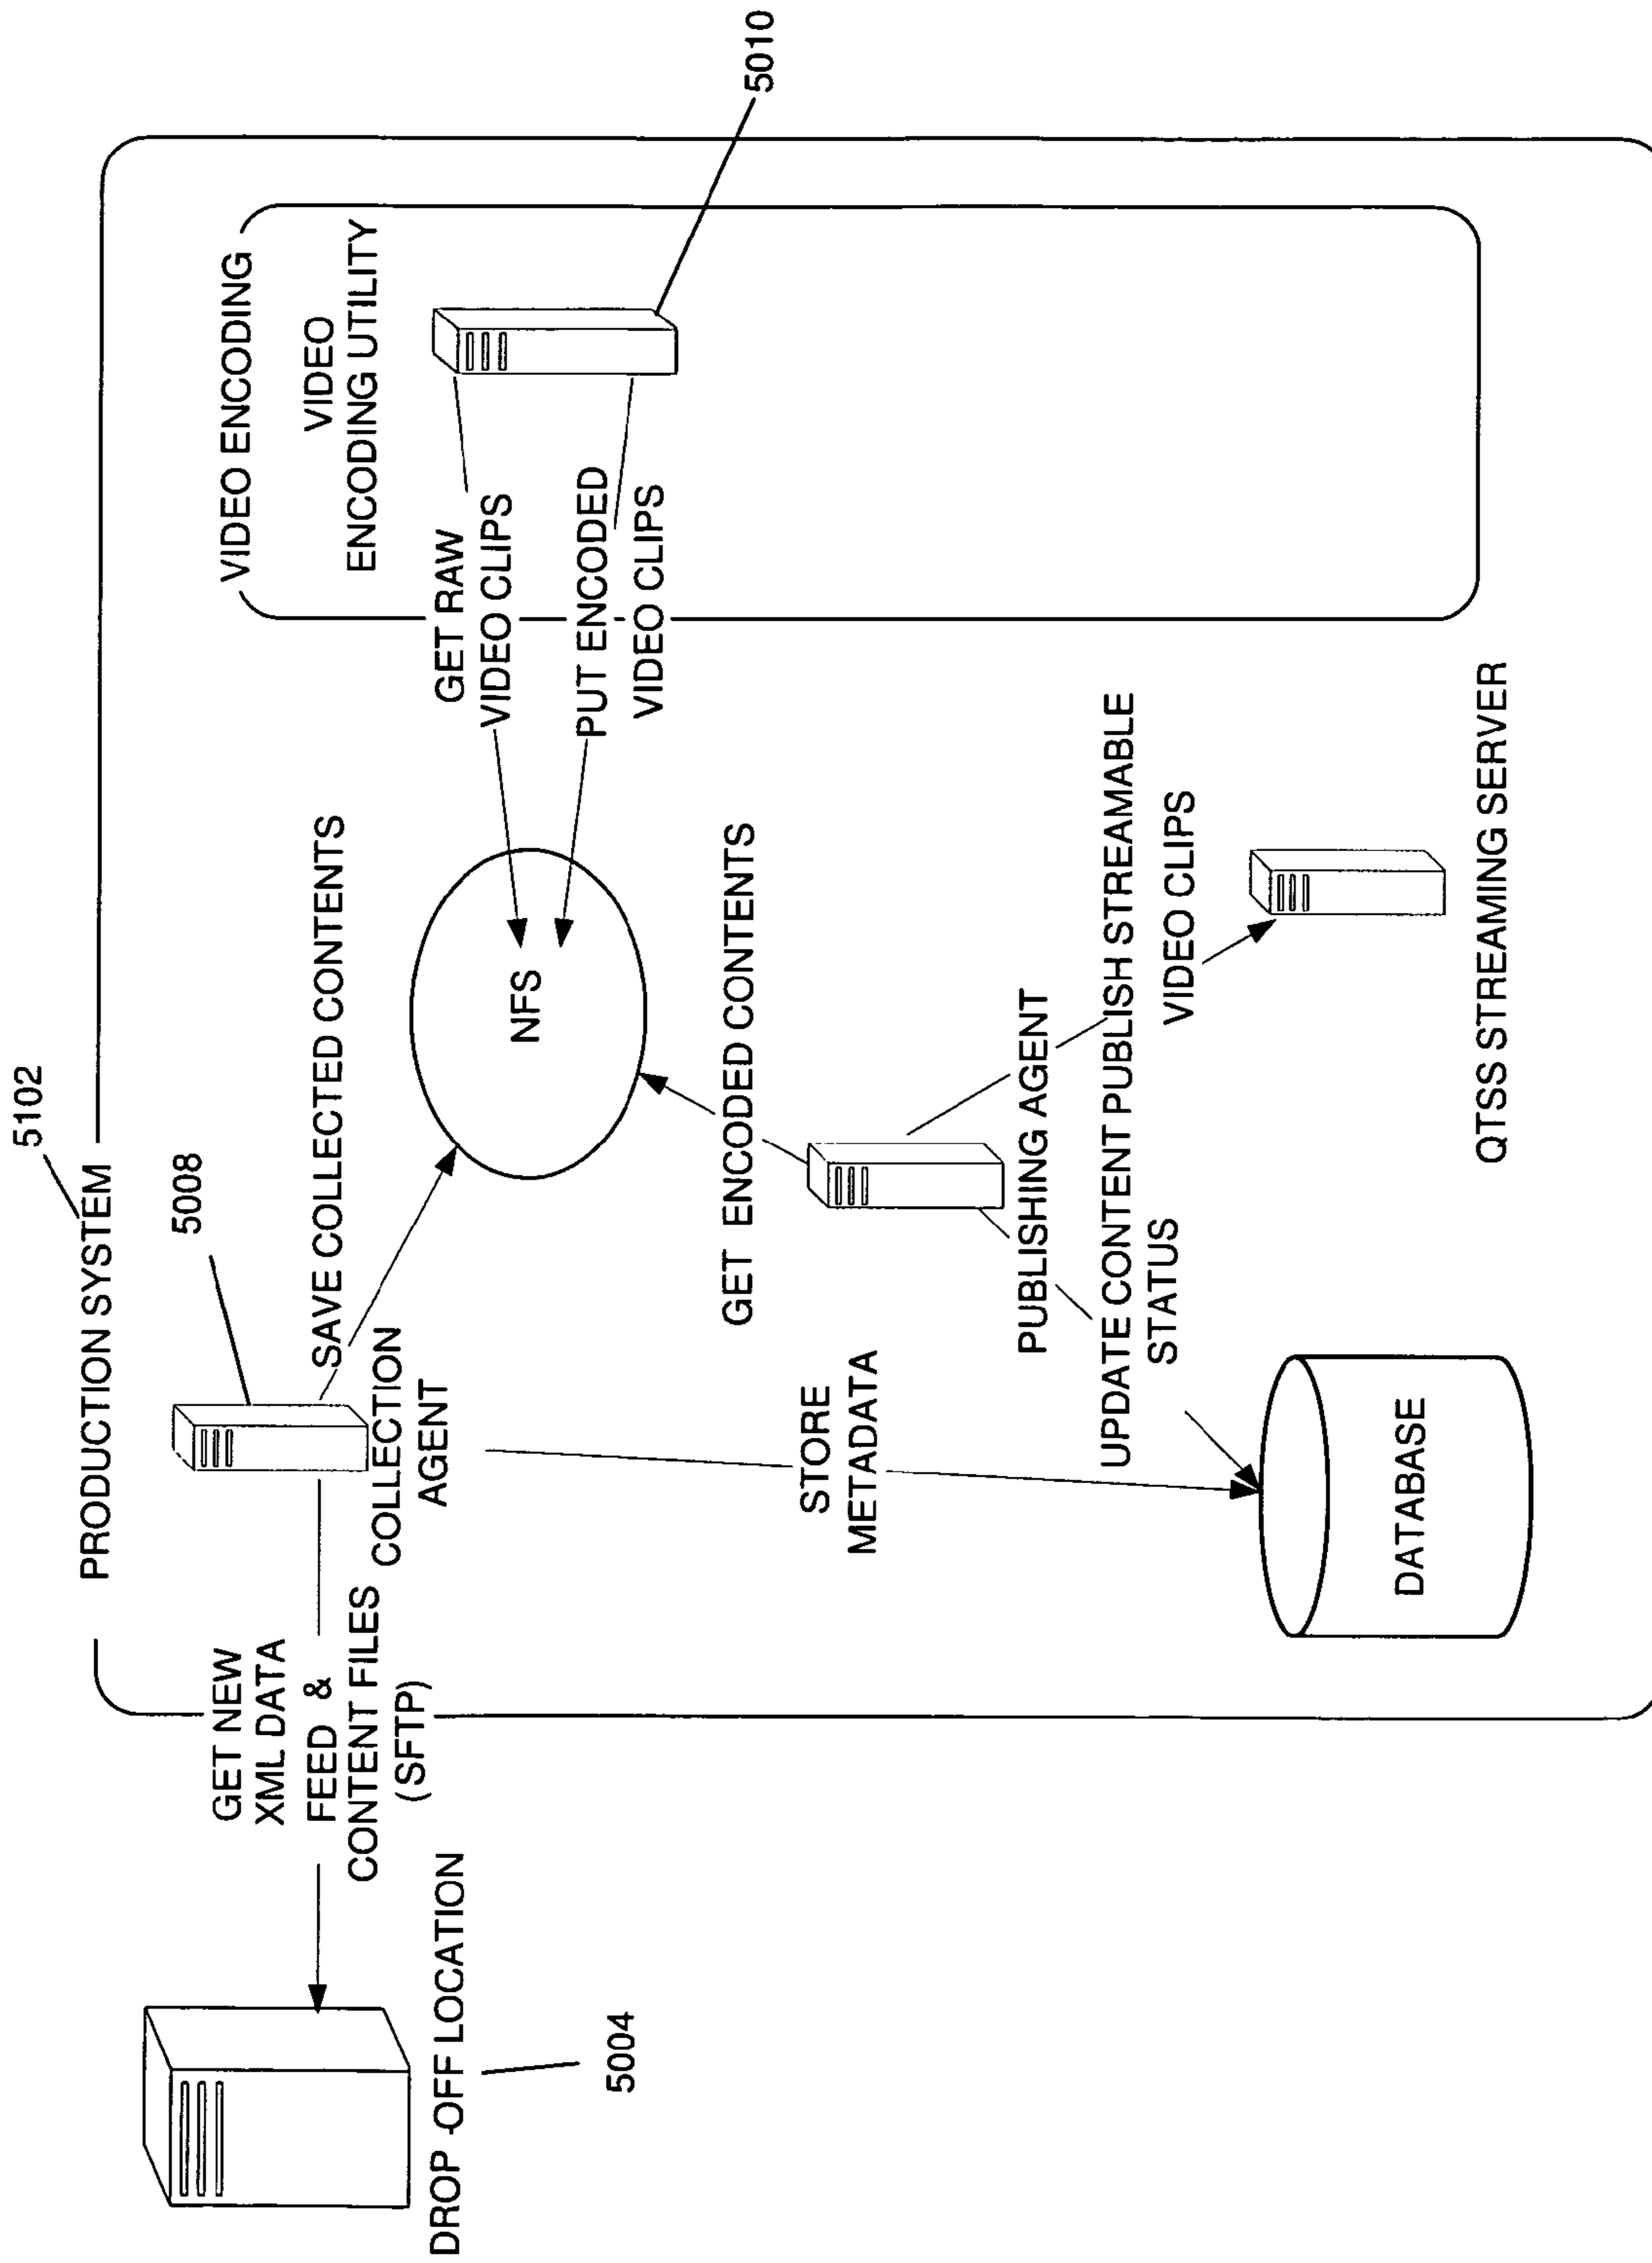 5102
PRODUCTION SYSTEM
GET NEW
XML DATA
FEED &
CONTENT FILES
(SFTP)
DROP-OFF LOCATION
5004
5008
COLLECTION
AGENT
SAVE COLLECTED CONTENTS
NFS
GET RAW
VIDEO CLIPS
PUT ENCODED
VIDEO CLIPS
VIDEO ENCODING
VIDEO
ENCODING UTILITY
5010
STORE
METADATA
GET ENCODED CONTENTS
PUBLISHING AGENT
UPDATE CONTENT
STATUS
PUBLISH STREAMABLE
VIDEO CLIPS
DATABASE
QTSS STREAMING SERVER